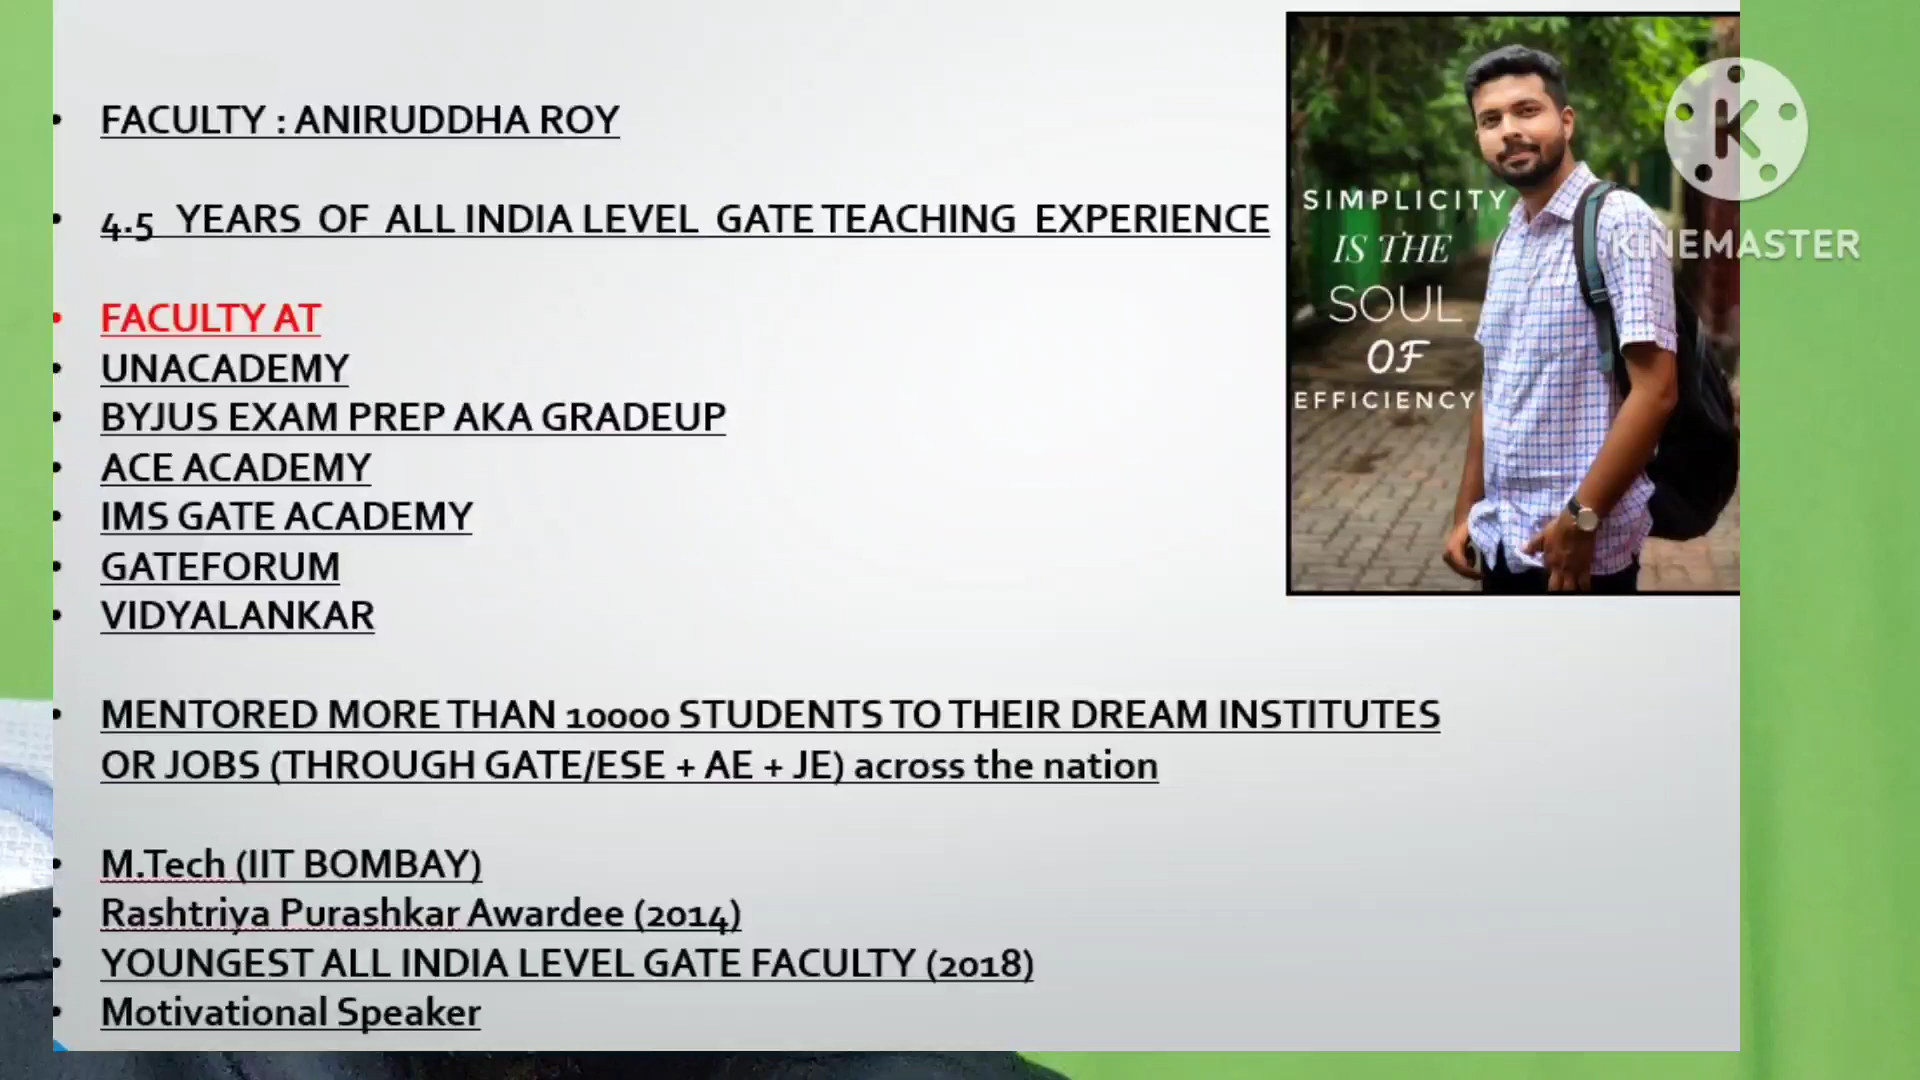 FACULTY : ANIRUDDHA ROY
4.5 YEARS OF ALL INDIA LEVEL GATE TEACHING EXPERIENCE
FACULTY AT
UNACADEMY
BYJUS EXAM PREP AKA GRADEUP
ACE ACADEMY
IMS GATE ACADEMY
GATEFORUM
VIDYALANKAR
MENTORED MORE THAN 10000 STUDENTS TO THEIR DREAM INSTITUTES
OR JOBS (THROUGH GATE/ESE + AE + JE) across the nation
M.Tech (IIT BOMBAY)
Rashtriya Purashkar Awardee (2014)
YOUNGEST ALL INDIA LEVEL GATE FACULTY (2018)
Motivational Speaker
SIMPLICITY
IS THE
SOUL
OF
EFFICIENCY
K
KINEMASTER